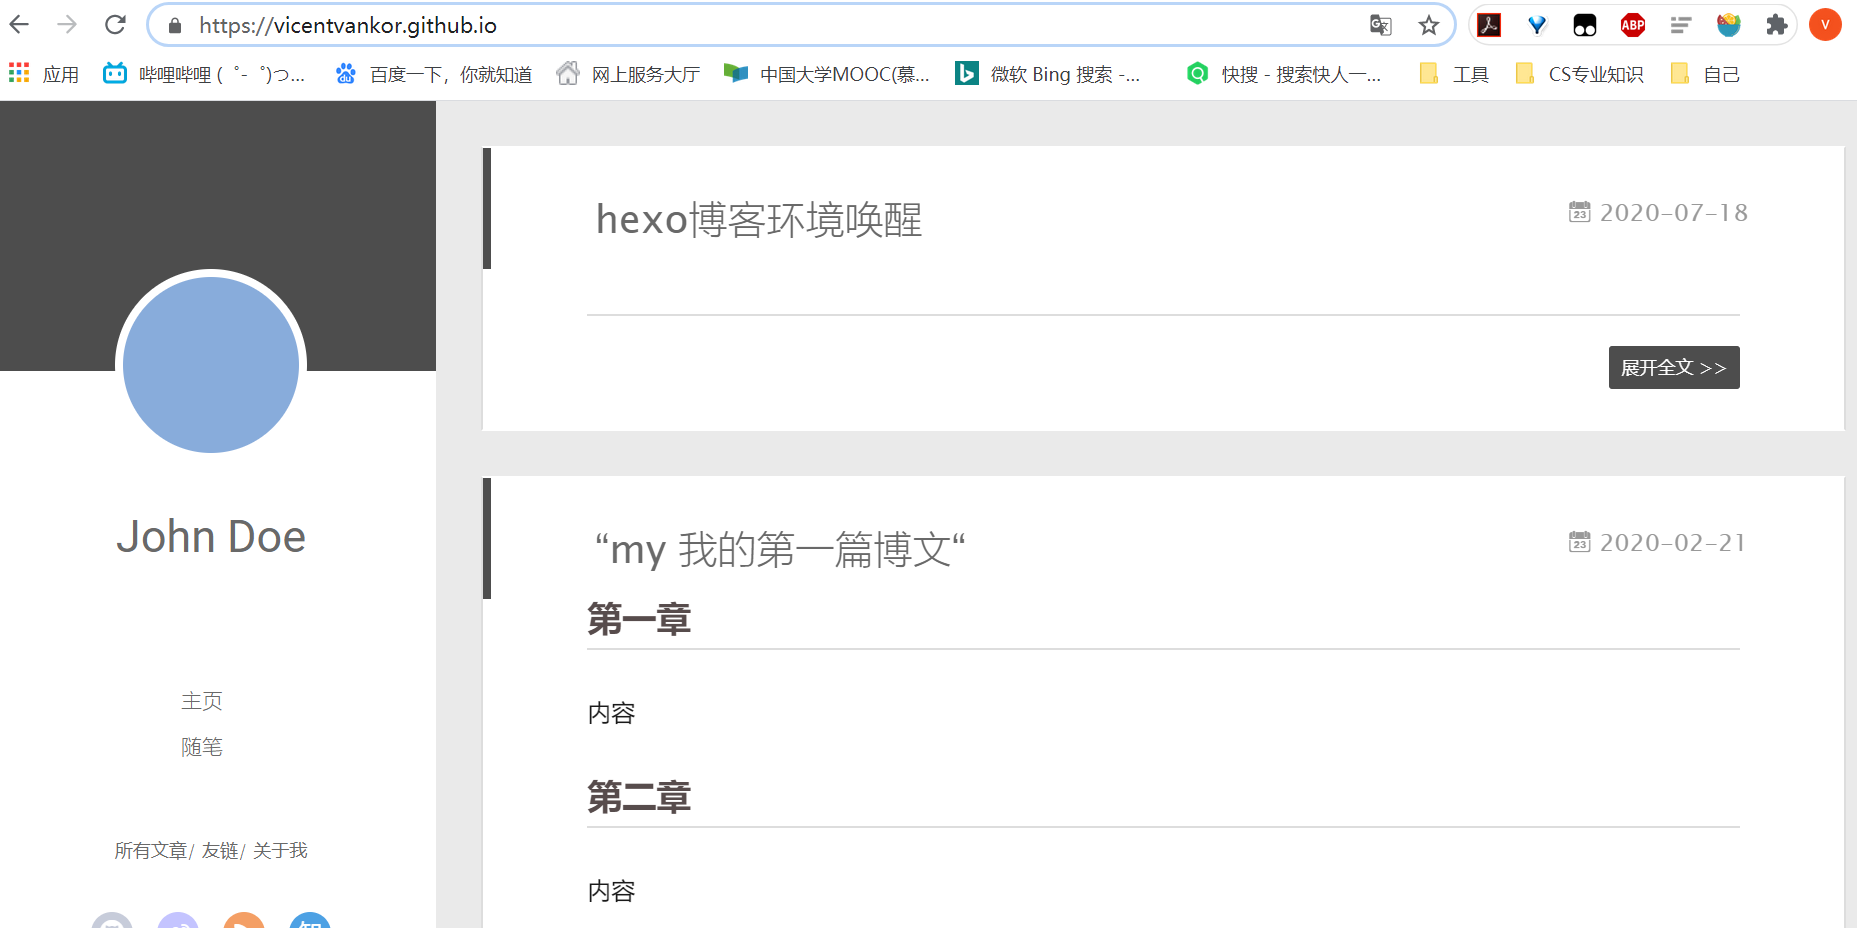 https://vicentvankor.github.io
ABP
V
应用
哔哩哔哩 ( ゜- ゜)つ...
百度一下，你就知道
网上服务大厅
中国大学MOOC(慕...
微软 Bing 搜索 -...
快搜 - 搜索快人一...
工具
CS专业知识
自己
hexo博客环境唤醒
23 2020-07-18
展开全文 >>
John Doe
主页
随笔
所有文章/ 友链/ 关于我
“my 我的第一篇博文“
23 2020-02-21
第一章
内容
第二章
内容